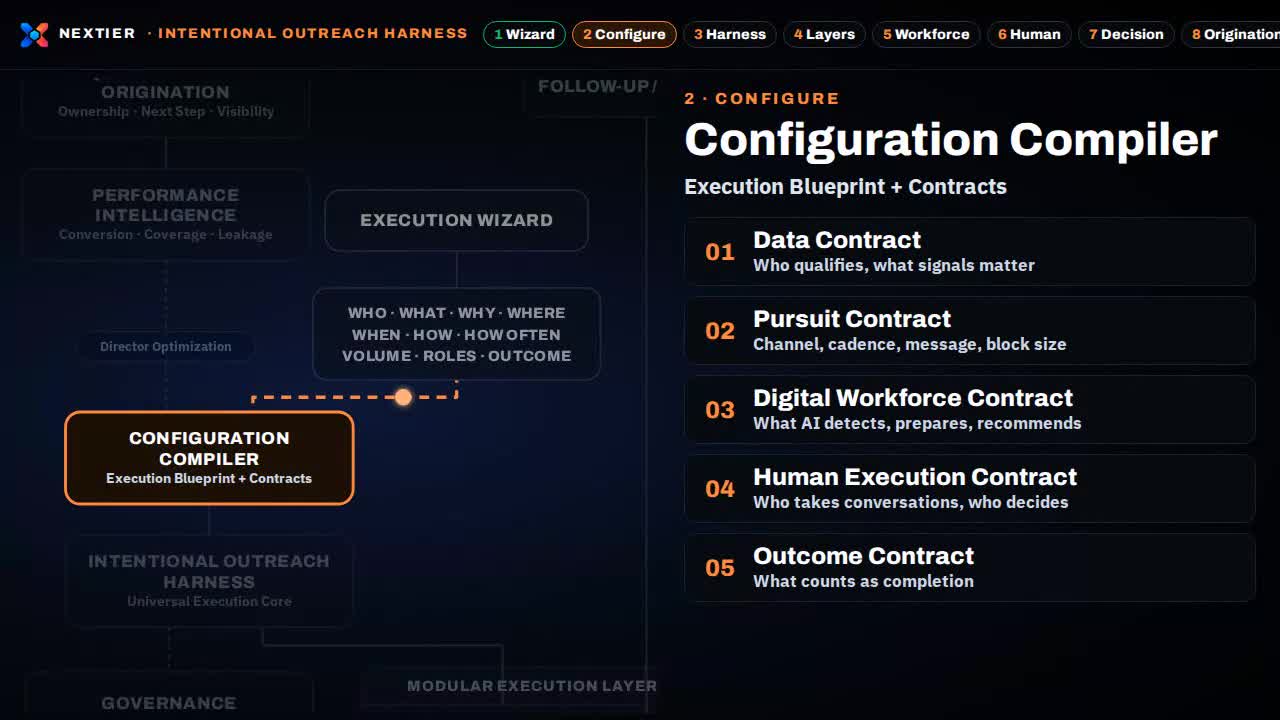 NEXTIER · INTENTIONAL OUTREACH HARNESS
1 Wizard
2 Configure
3 Harness
4 Layers
5 Workforce
6 Human
7 Decision
8 Origination
ORIGINATION
Ownership · Next Step · Visibility
FOLLOW-UP /
PERFORMANCE
INTELLIGENCE
Conversion · Coverage · Leakage
EXECUTION WIZARD
WHO · WHAT · WHY · WHERE
WHEN · HOW · HOW OFTEN
VOLUME · ROLES · OUTCOME
Director Optimization
CONFIGURATION
COMPILER
Execution Blueprint + Contracts
INTENTIONAL OUTREACH
HARNESS
Universal Execution Core
GOVERNANCE
MODULAR EXECUTION LAYER
2 · CONFIGURE
Configuration Compiler
Execution Blueprint + Contracts
01 Data Contract
Who qualifies, what signals matter
02 Pursuit Contract
Channel, cadence, message, block size
03 Digital Workforce Contract
What AI detects, prepares, recommends
04 Human Execution Contract
Who takes conversations, who decides
05 Outcome Contract
What counts as completion